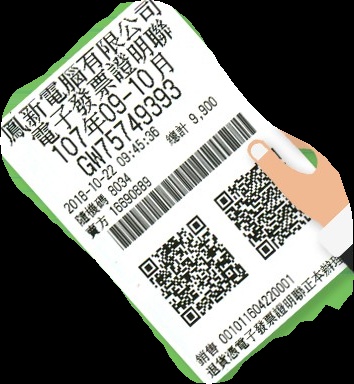 鳳新電腦有限公司
電子發票證明聯
107年09-10月
GW75749393
2018-10-22 09:45:36
隨機碼 8034 總計 9,900
賣方 16690889
銷售 001011604220001
退貨憑電子發票證明聯正本辦理